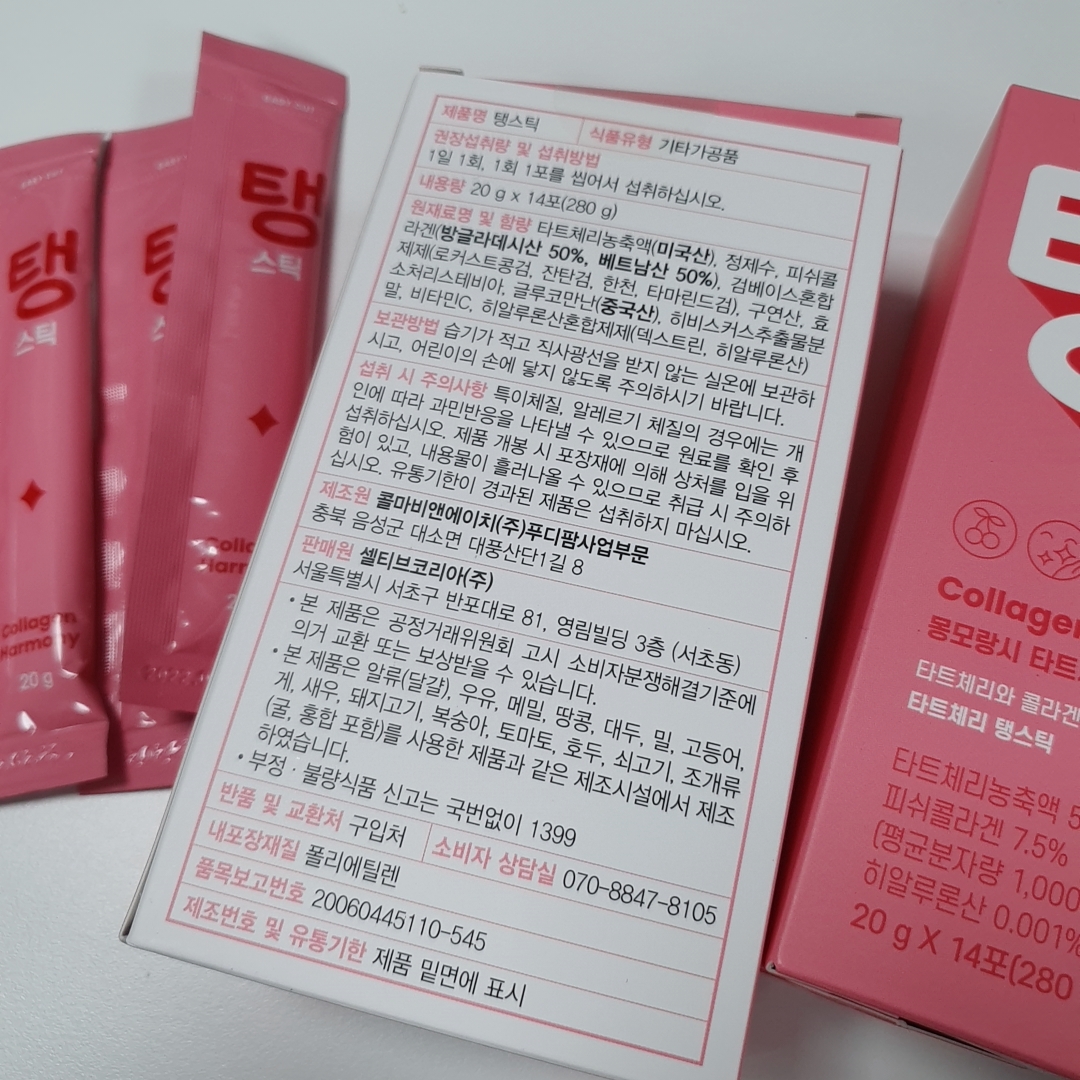 탱
스틱
Collagen
Harmony
20 g
스틱
탱
스틱
제품명 탱스틱 식품유형 기타가공품
권장섭취량 및 섭취방법
1일 1회, 1회 1포를 씹어서 섭취하십시오.
내용량 20 g x 14포(280 g)
원재료명 및 함량 타트체리농축액(미국산), 정제수, 피쉬콜
라겐(방글라데시산 50%, 베트남산 50%), 검베이스혼합
제제(로커스트콩검, 잔탄검, 한천, 타마린드검), 구연산, 효
소처리스테비아, 글루코만난(중국산), 히비스커스추출물분
말, 비타민C, 히알루론산혼합제제(덱스트린, 히알루론산)
보관방법 습기가 적고 직사광선을 받지 않는 실온에 보관하
시고, 어린이의 손에 닿지 않도록 주의하시기 바랍니다.
섭취 시 주의사항 특이체질, 알레르기 체질의 경우에는 개
인에 따라 과민반응을 나타낼 수 있으므로 원료를 확인 후
섭취하십시오. 제품 개봉 시 포장재에 의해 상처를 입을 위
험이 있고, 내용물이 흘러나올 수 있으므로 취급 시 주의하
십시오. 유통기한이 경과된 제품은 섭취하지 마십시오.
제조원 콜마비앤에이치(주)푸디팜사업부문
충북 음성군 대소면 대풍산단1길 8
판매원 셀티브코리아(주)
서울특별시 서초구 반포대로 81, 영림빌딩 3층 (서초동)
• 본 제품은 공정거래위원회 고시 소비자분쟁해결기준에
의거 교환 또는 보상받을 수 있습니다.
• 본 제품은 알류(달걀), 우유, 메밀, 땅콩, 대두, 밀, 고등어,
게, 새우, 돼지고기, 복숭아, 토마토, 호두, 쇠고기, 조개류
(굴, 홍합 포함)를 사용한 제품과 같은 제조시설에서 제조
하였습니다.
• 부정 · 불량식품 신고는 국번없이 1399
반품 및 교환처 구입처 소비자 상담실 070-8847-8105
내포장재질 폴리에틸렌
품목보고번호 20060445110-545
제조번호 및 유통기한 제품 밑면에 표시
Collagen
몽모랑시 타트
타트체리와 콜라겐
타트체리 탱스틱
타트체리농축액 5
피쉬콜라겐 7.5%
(평균분자량 1,000
히알루론산 0.001%
20 g X 14포(280